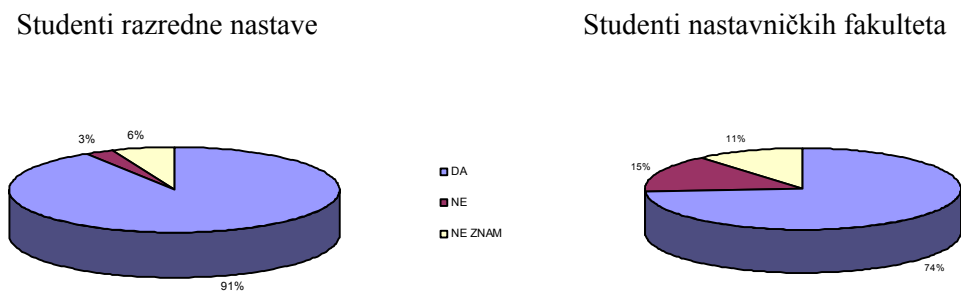 Studenti razredne nastave
Studenti nastavničkih fakulteta
3%
6%
91%
DA
NE
NE ZNAM
11%
15%
74%